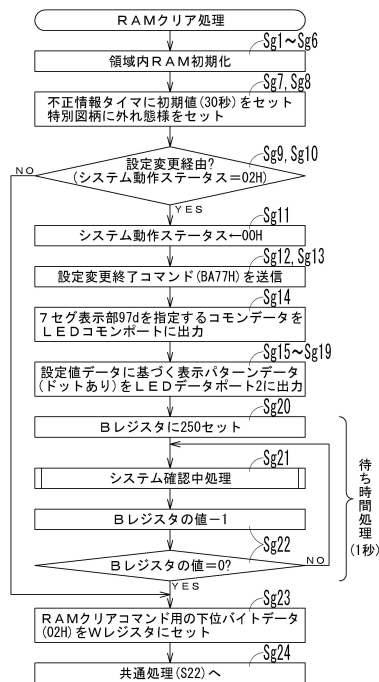 RAMクリア処理
Sg1～Sg6
領域内RAM初期化
Sg7, Sg8
不正情報タイマに初期値(30秒)をセット
特別図柄に外れ態様をセット
Sg9, Sg10
設定変更経由?
(システム動作ステータス=02H)
NO
YES
Sg11
システム動作ステータス←00H
Sg12, Sg13
設定変更終了コマンド(BA77H)を送信
Sg14
7セグ表示部97dを指定するコモンデータを
LEDコモンポートに出力
Sg15～Sg19
設定値データに基づく表示パターンデータ
(ドットあり)をLEDデータポート2に出力
Sg20
Bレジスタに250セット
Sg21
システム確認中処理
Bレジスタの値-1
Sg22
Bレジスタの値=0?
NO
YES
待ち時間処理
(1秒)
Sg23
RAMクリアコマンド用の下位バイトデータ
(02H)をWレジスタにセット
Sg24
共通処理(S22)へ